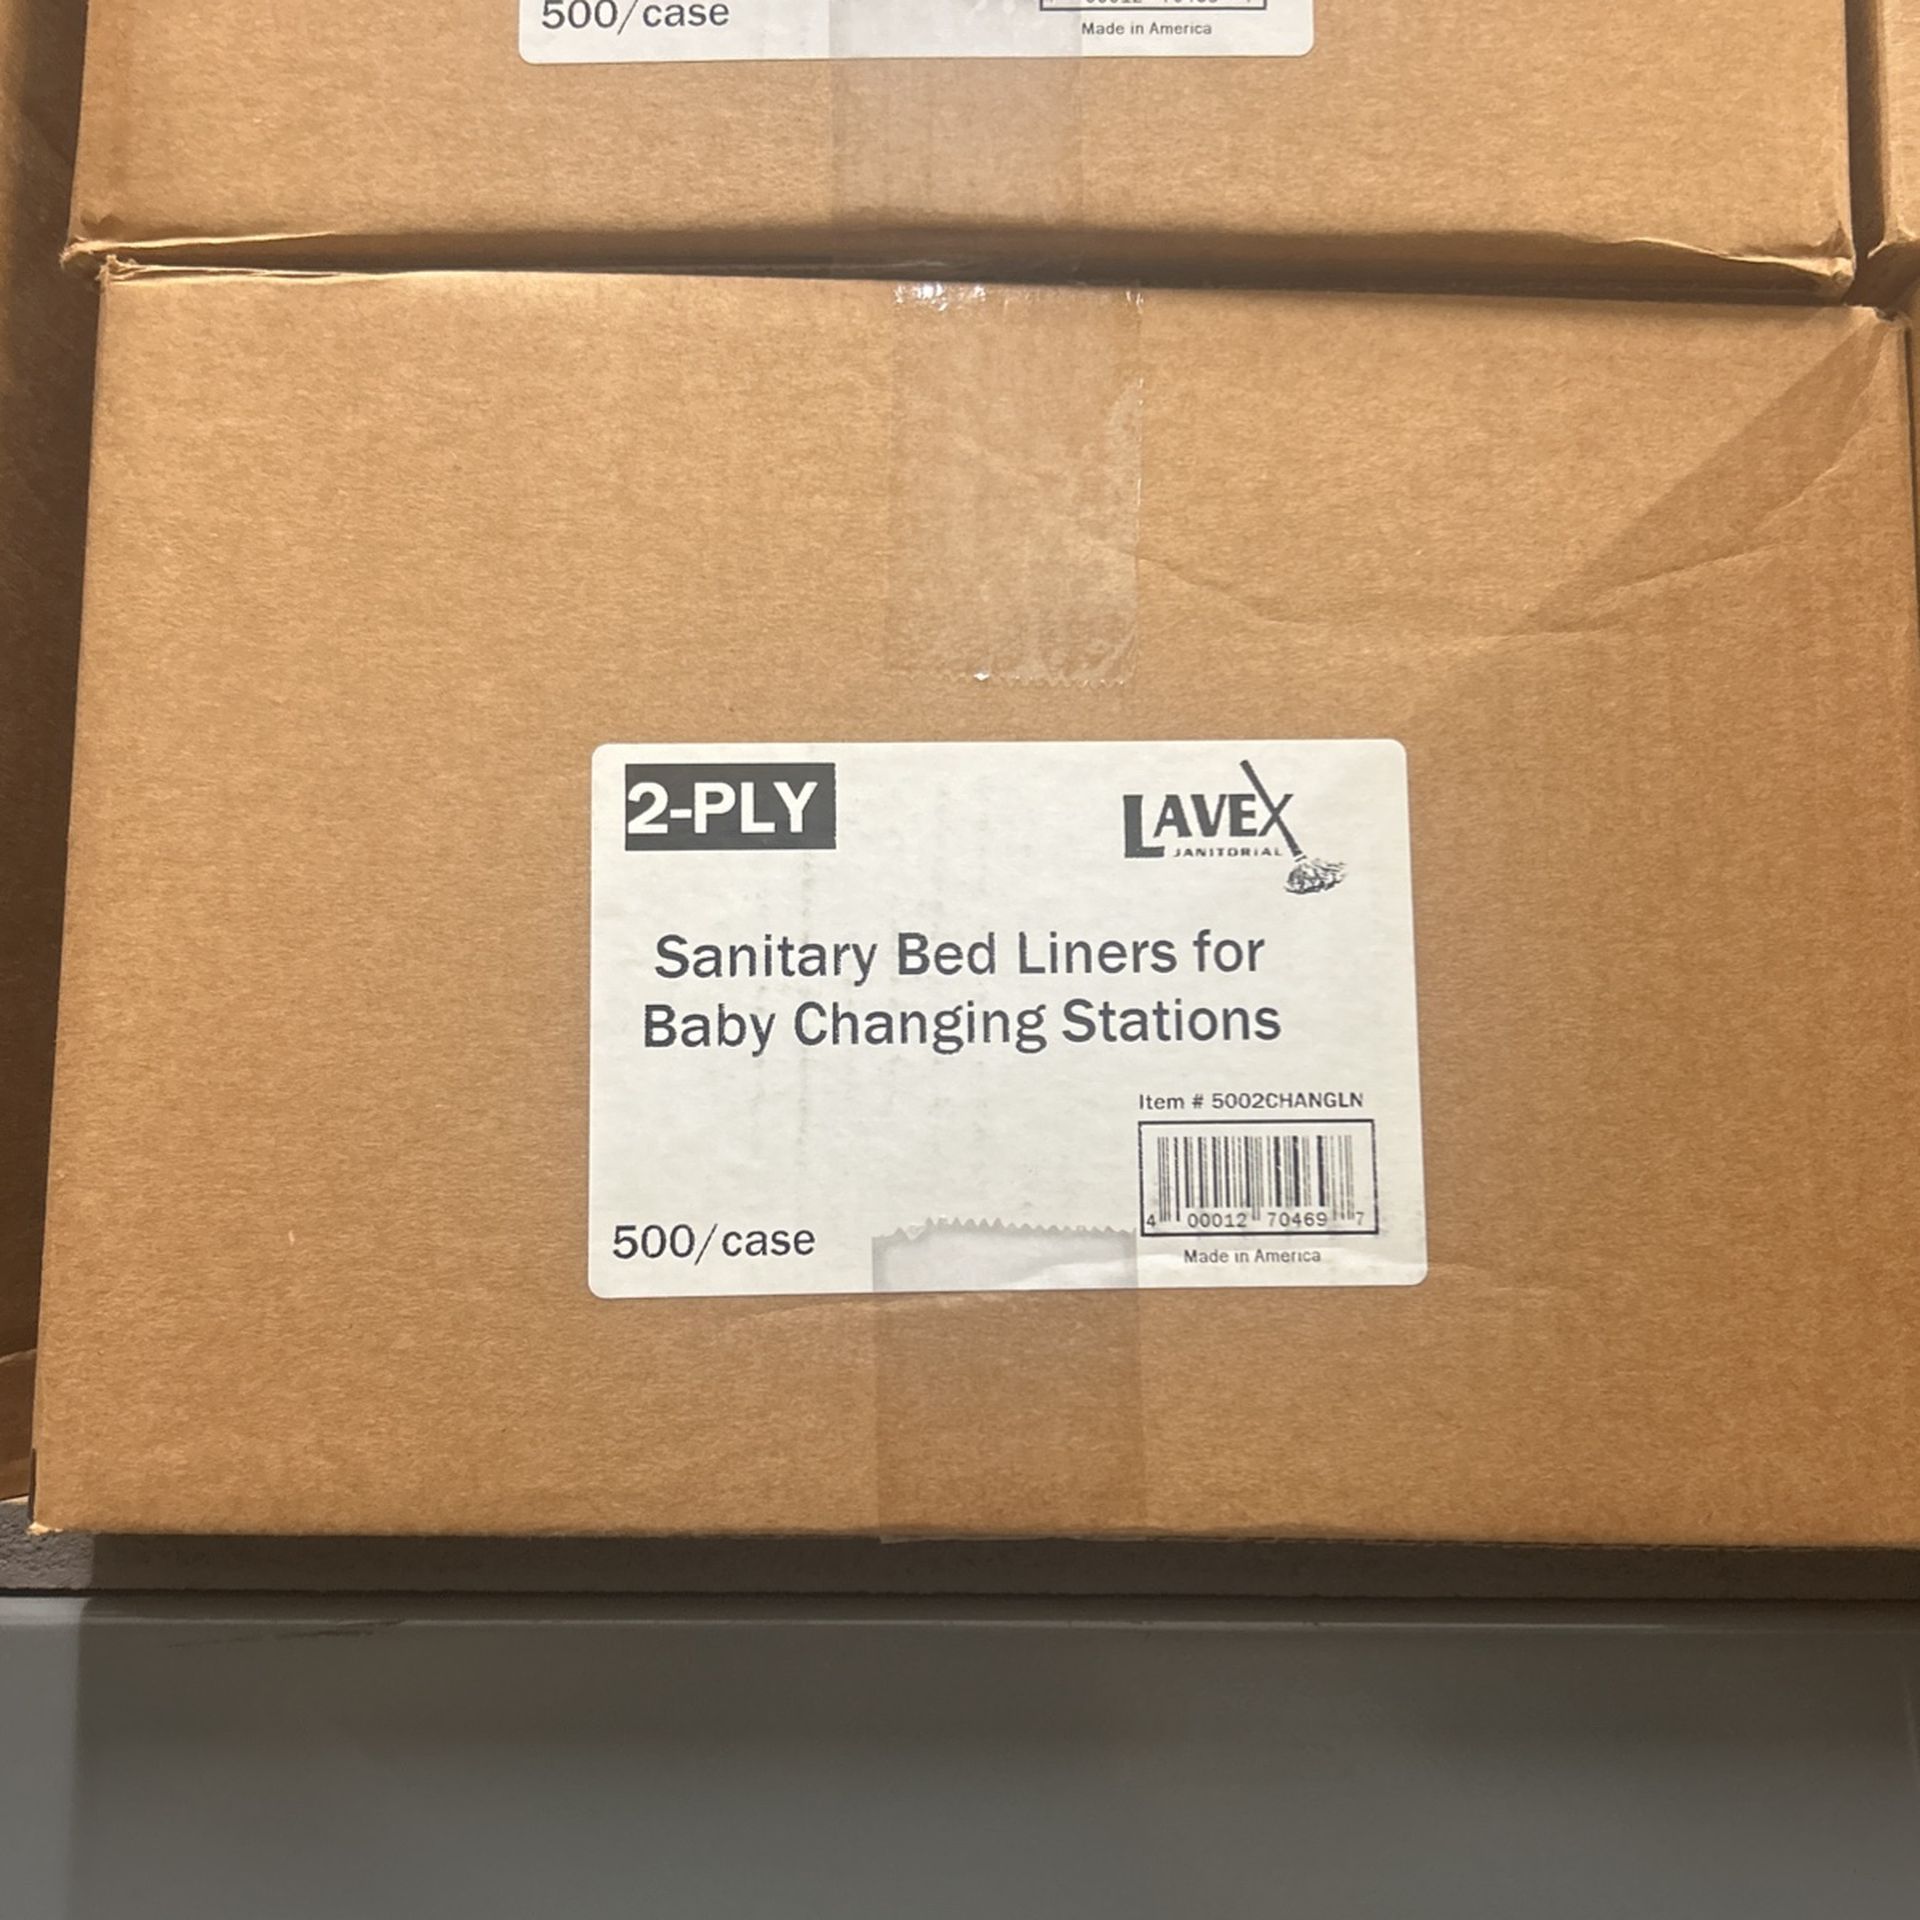 500/case
Made in America
2-PLY
LAVEX
JANITORIAL
Sanitary Bed Liners for
Baby Changing Stations
Item # 5002CHANGLN
4 00012 70469 7
500/case
Made in America